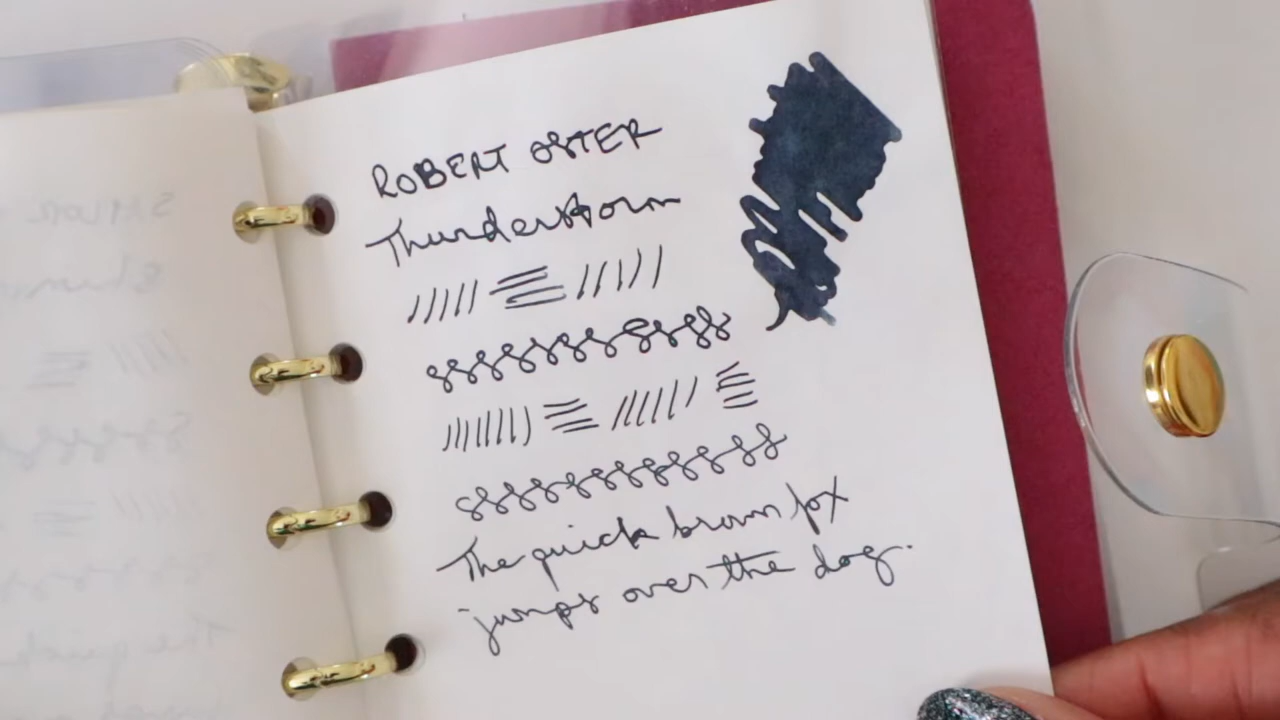 ROBERT OSTER
Thunderstorm
The quick brown fox
jumps over the dog.